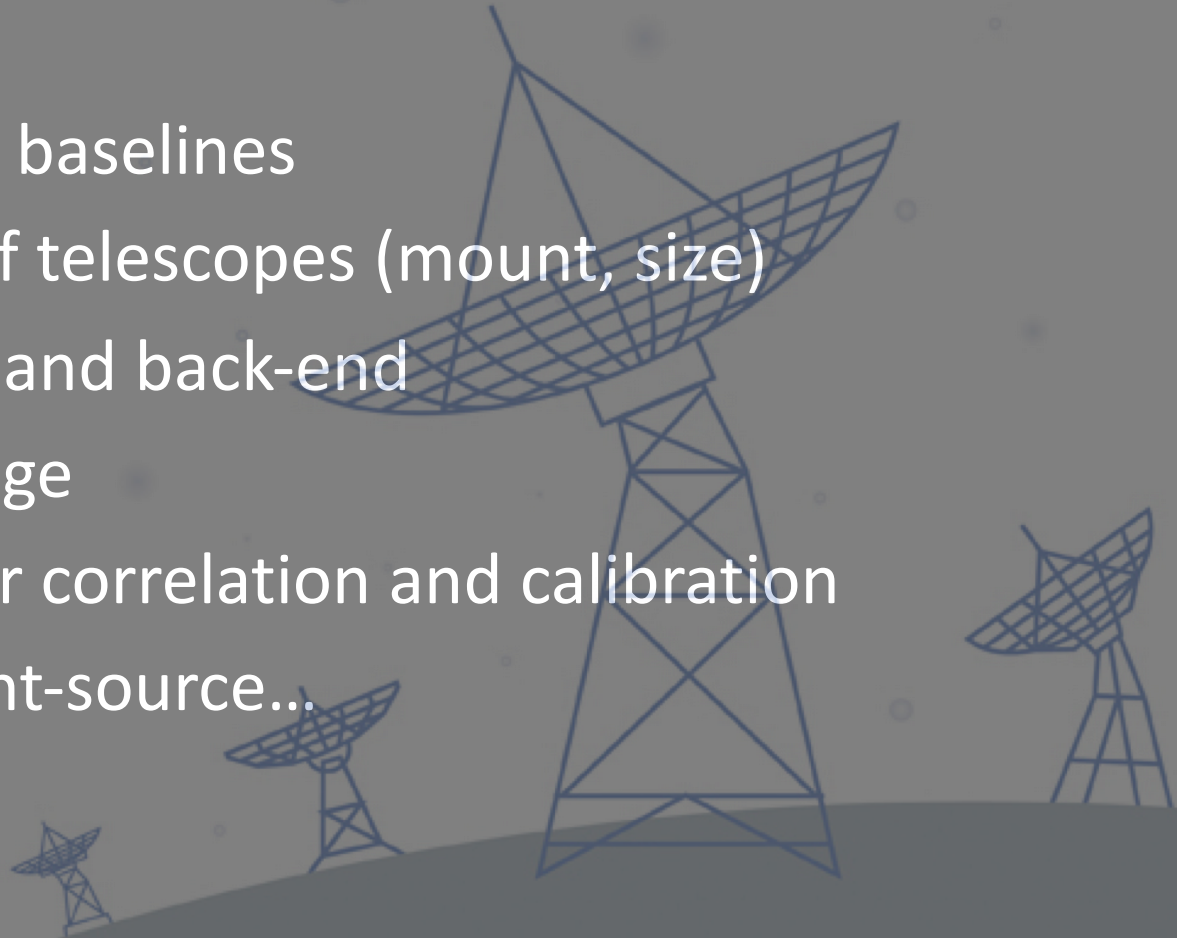 baselines
f telescopes (mount, size)
and back-end
ge
r correlation and calibration
nt-source...